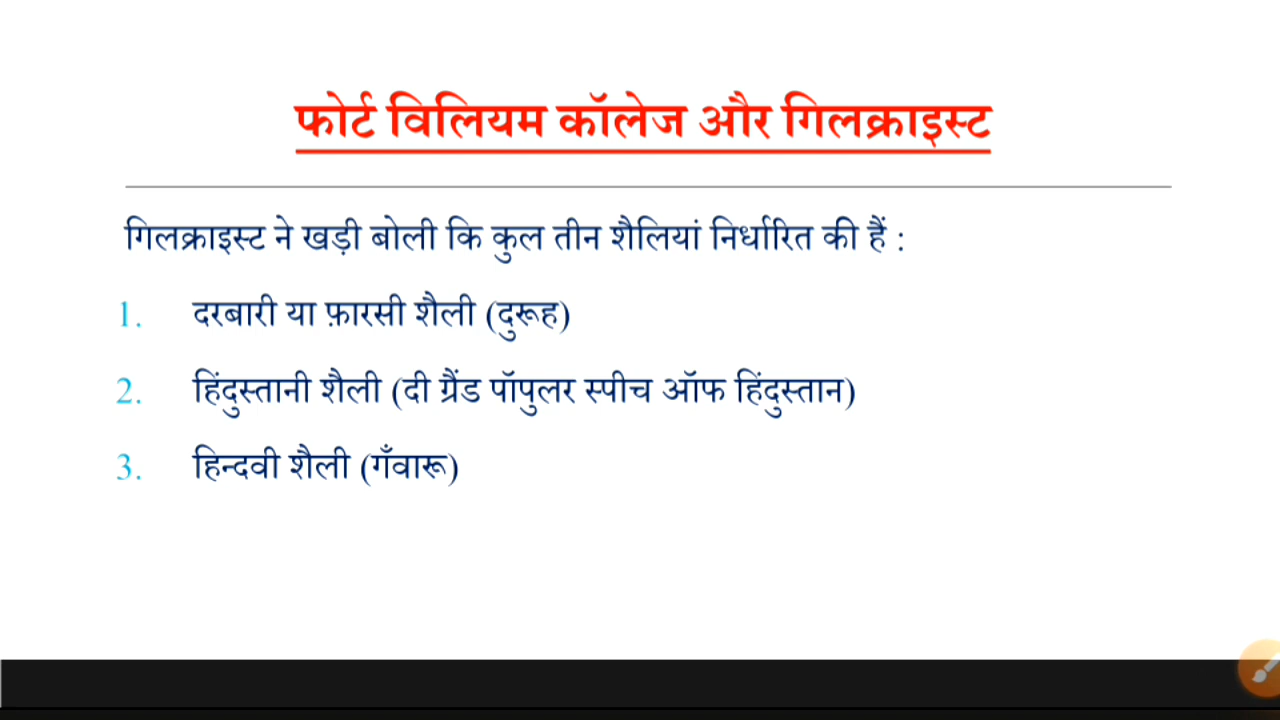 फोर्ट विलियम कॉलेज और गिलक्राइस्ट
गिलक्राइस्ट ने खड़ी बोली कि कुल तीन शैलियां निर्धारित की हैं :
1. दरबारी या फ़ारसी शैली (दुरूह)
2. हिंदुस्तानी शैली (दी ग्रैंड पॉपुलर स्पीच ऑफ हिंदुस्तान)
3. हिन्दवी शैली (गँवारू)